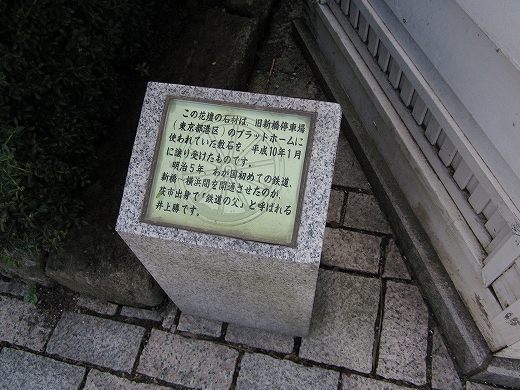 この花壇の石材は、旧新橋停車場
(東京都港区)のプラットホームに
使われていた敷石を、平成10年1月
に譲り受けたものです。
明治5年、わが国初めての鉄道、
新橋―横浜間を開通させたのが、
萩市出身で「鉄道の父」と呼ばれる
井上勝です。